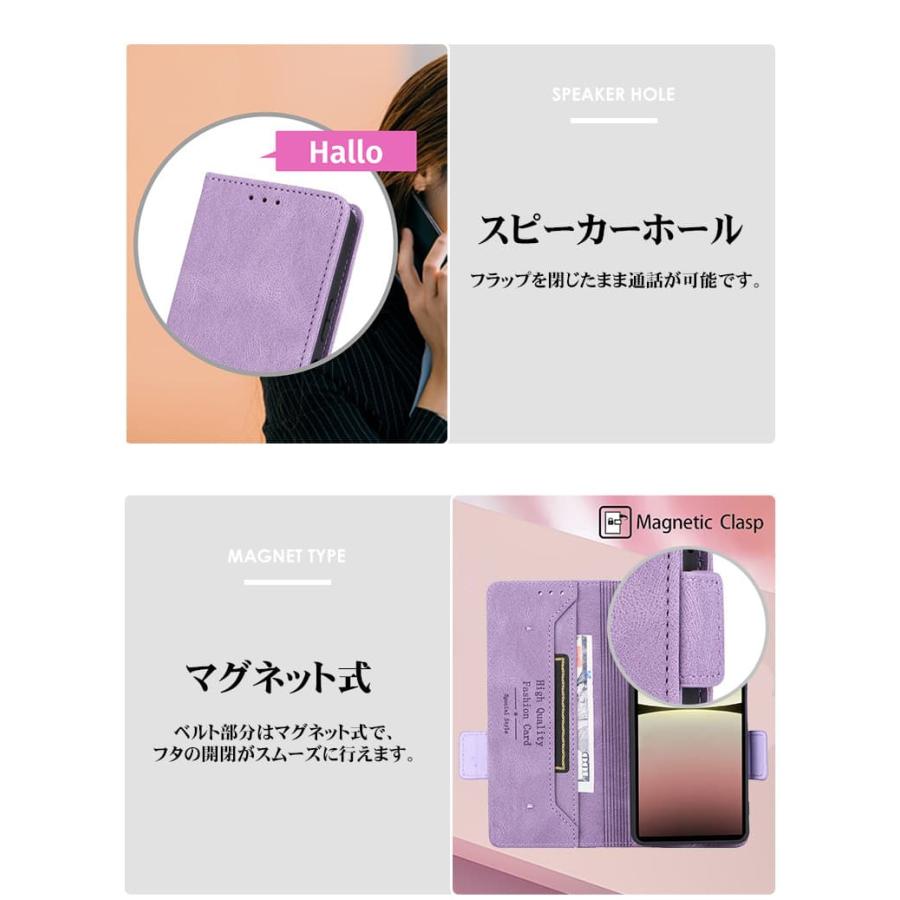 Hallo
SPEAKER HOLE
スピーカーホール
フラップを閉じたまま通話が可能です。
MAGNET TYPE
マグネット式
ベルト部分はマグネット式で、
フタの開閉がスムーズに行えます。
Magnetic Clasp
High Quality
Fashion Card
Special Style